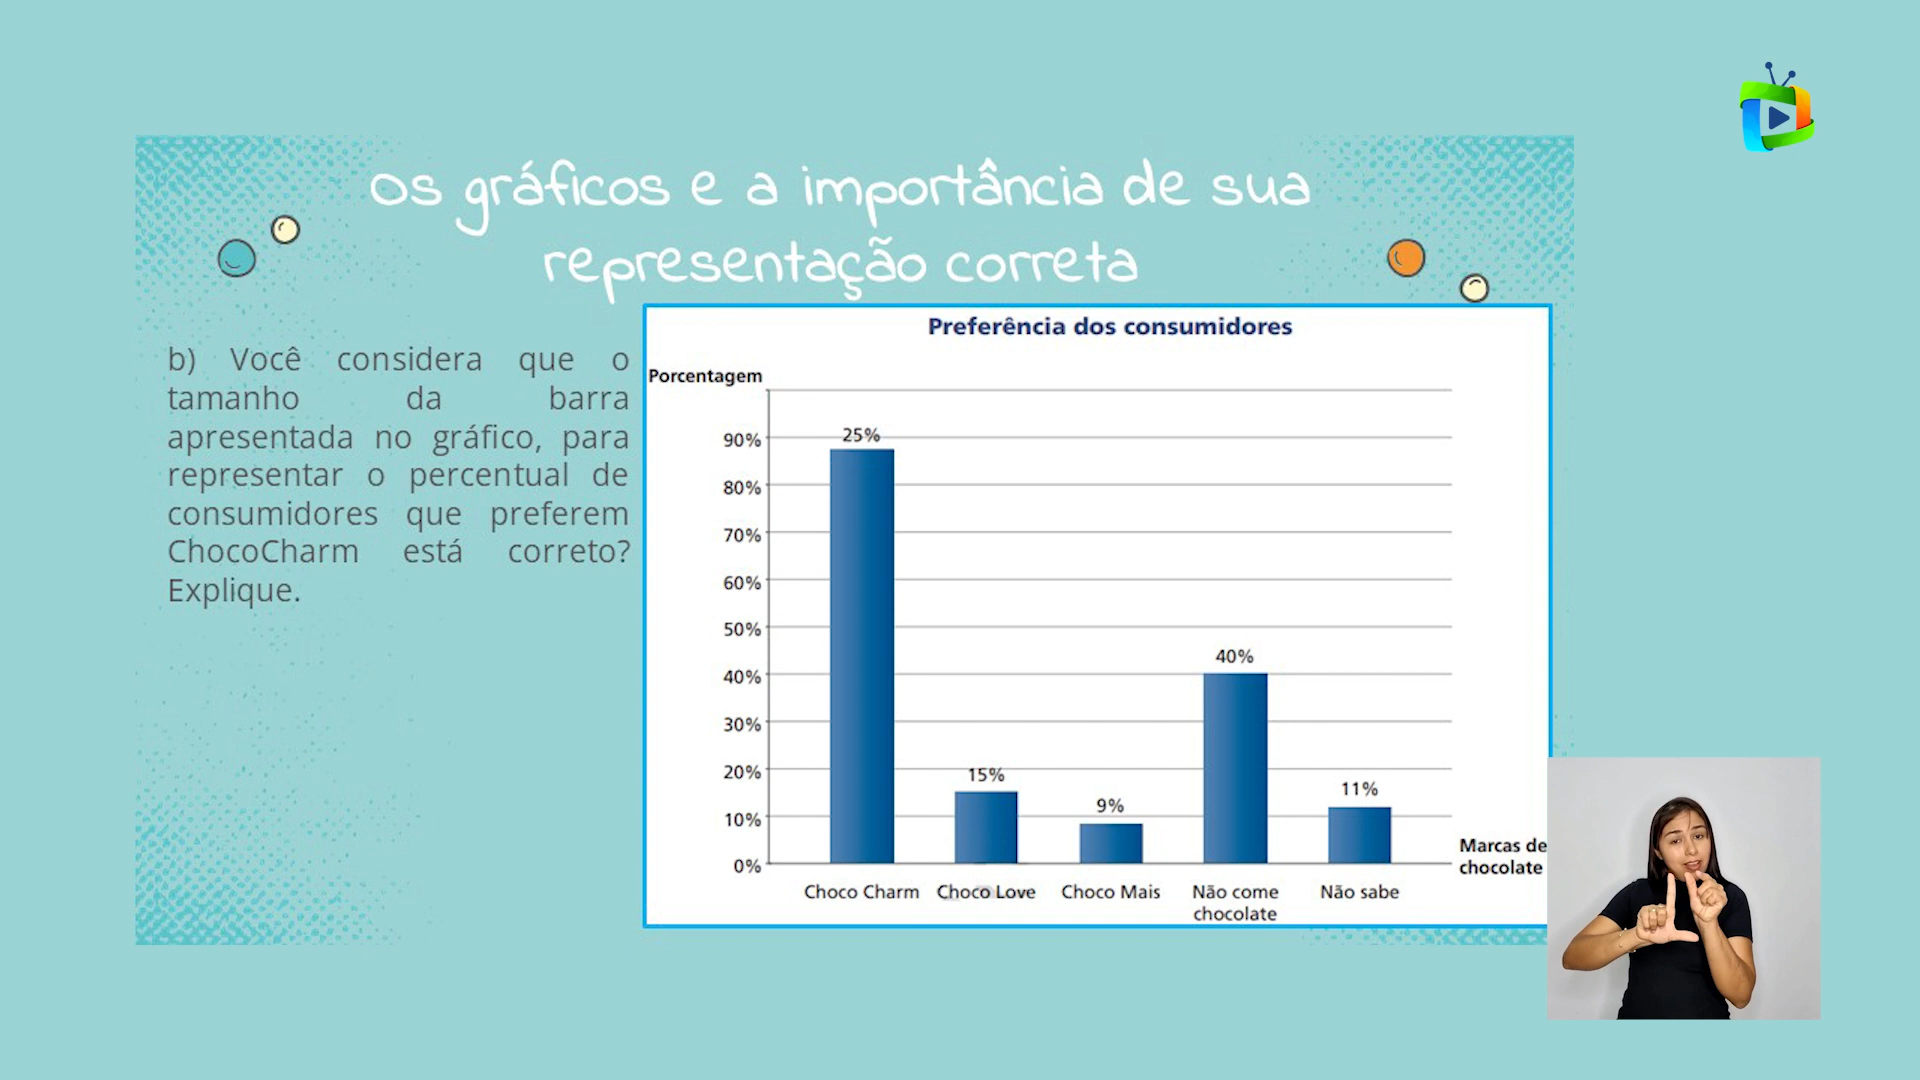 Os gráficos e a importância de sua
representação correta
b) Você considera que o
tamanho da barra
apresentada no gráfico, para
representar o percentual de
consumidores que preferem
ChocoCharm está correto?
Explique.
Preferência dos consumidores
Porcentagem
90%
80%
70%
60%
50%
40%
30%
20%
10%
0%
25%
15%
9%
40%
11%
Choco Charm
Choco Love
Choco Mais
Não come
chocolate
Não sabe
Marcas de
chocolate